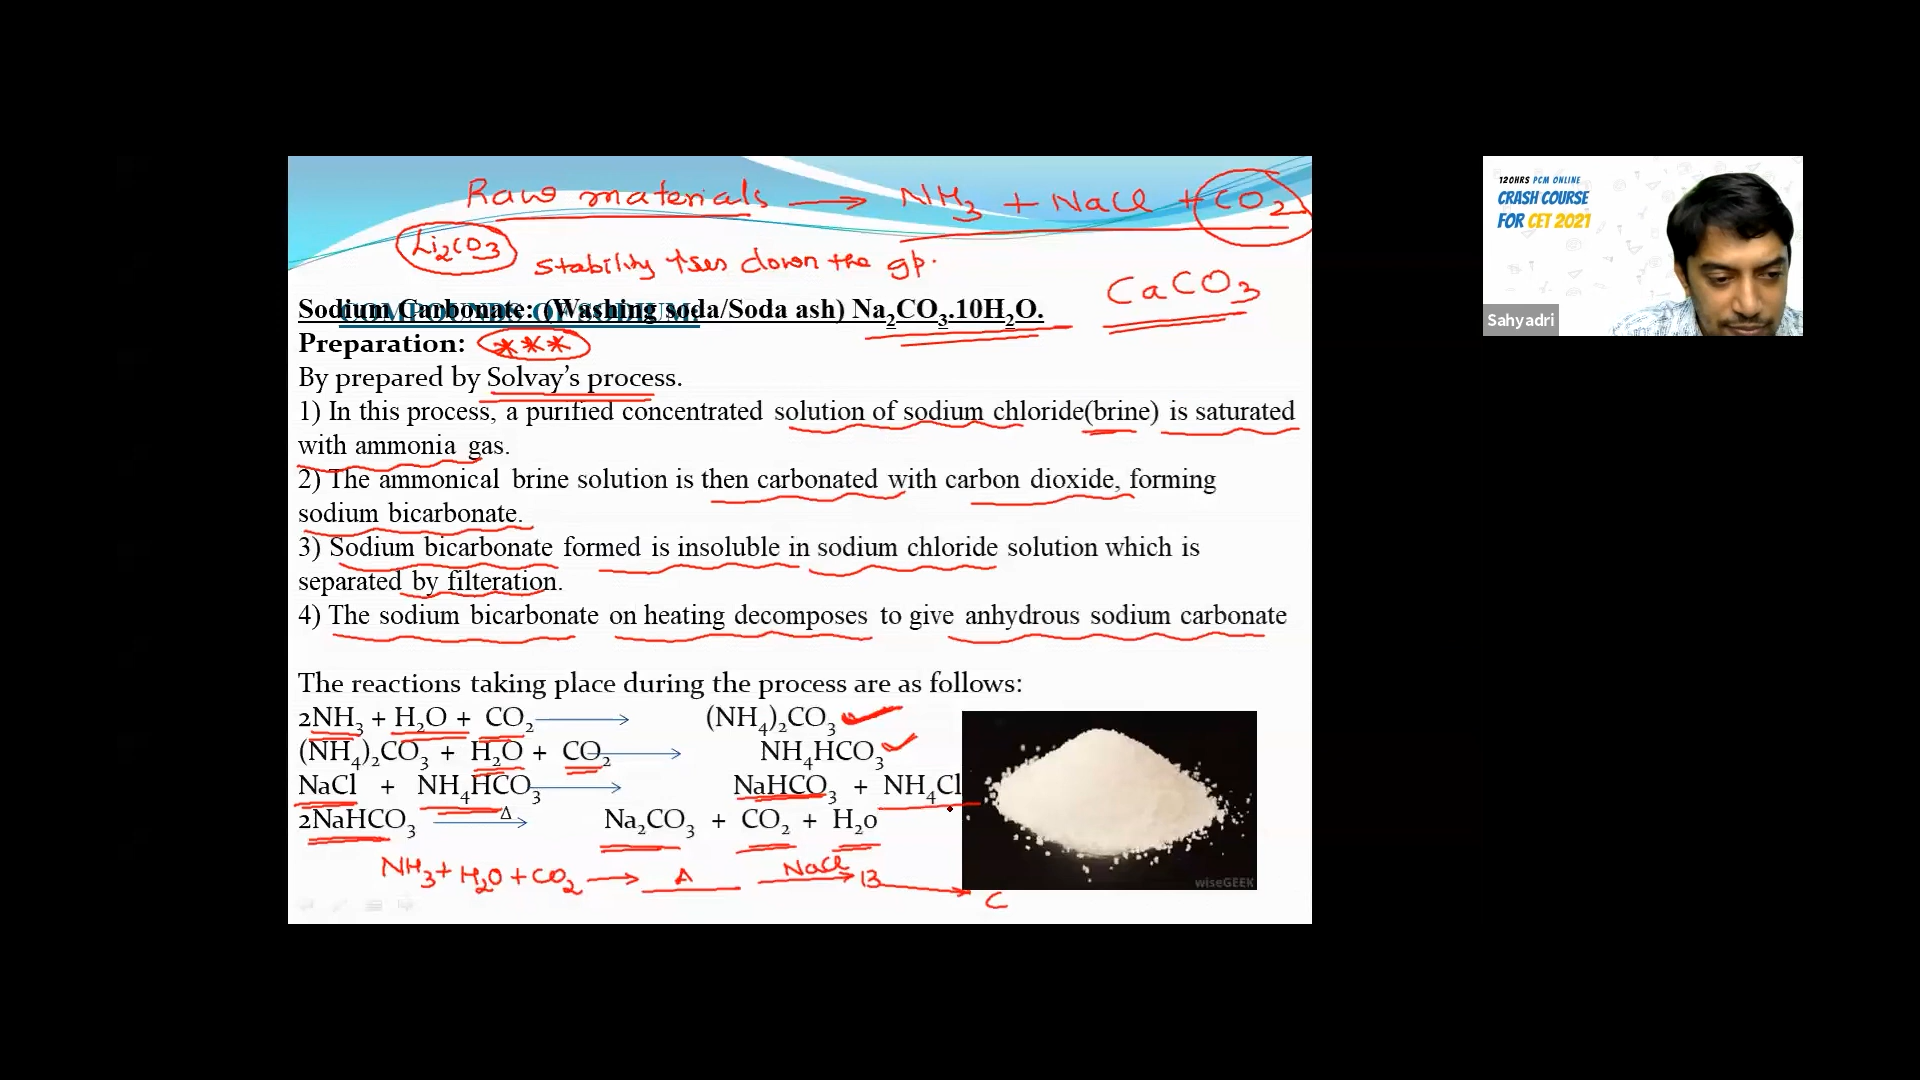 Raw materials → NH3 + NaCl + CO2
Li2CO3 stability ↑ses down the gp.
CaCO3
COMPOUNDS OF SODIUM:
Sodium Carbonate: (Washing soda/Soda ash) Na2CO3.10H2O.
Preparation: ***
By prepared by Solvay’s process.
1) In this process, a purified concentrated solution of sodium chloride(brine) is saturated
with ammonia gas.
2) The ammonical brine solution is then carbonated with carbon dioxide, forming
sodium bicarbonate.
3) Sodium bicarbonate formed is insoluble in sodium chloride solution which is
separated by filteration.
4) The sodium bicarbonate on heating decomposes to give anhydrous sodium carbonate
The reactions taking place during the process are as follows:
2NH3 + H2O + CO2 → (NH4)2CO3
(NH4)2CO3 + H2O + CO2 → NH4HCO3
NaCl + NH4HCO3 → NaHCO3 + NH4Cl
2NaHCO3 Δ→ Na2CO3 + CO2 + H2o
NH3 + H2O + CO2 → A NaCl→ B → C
wiseGEEK
120HRS PCM ONLINE
CRASH COURSE
FOR CET 2021
Sahyadri